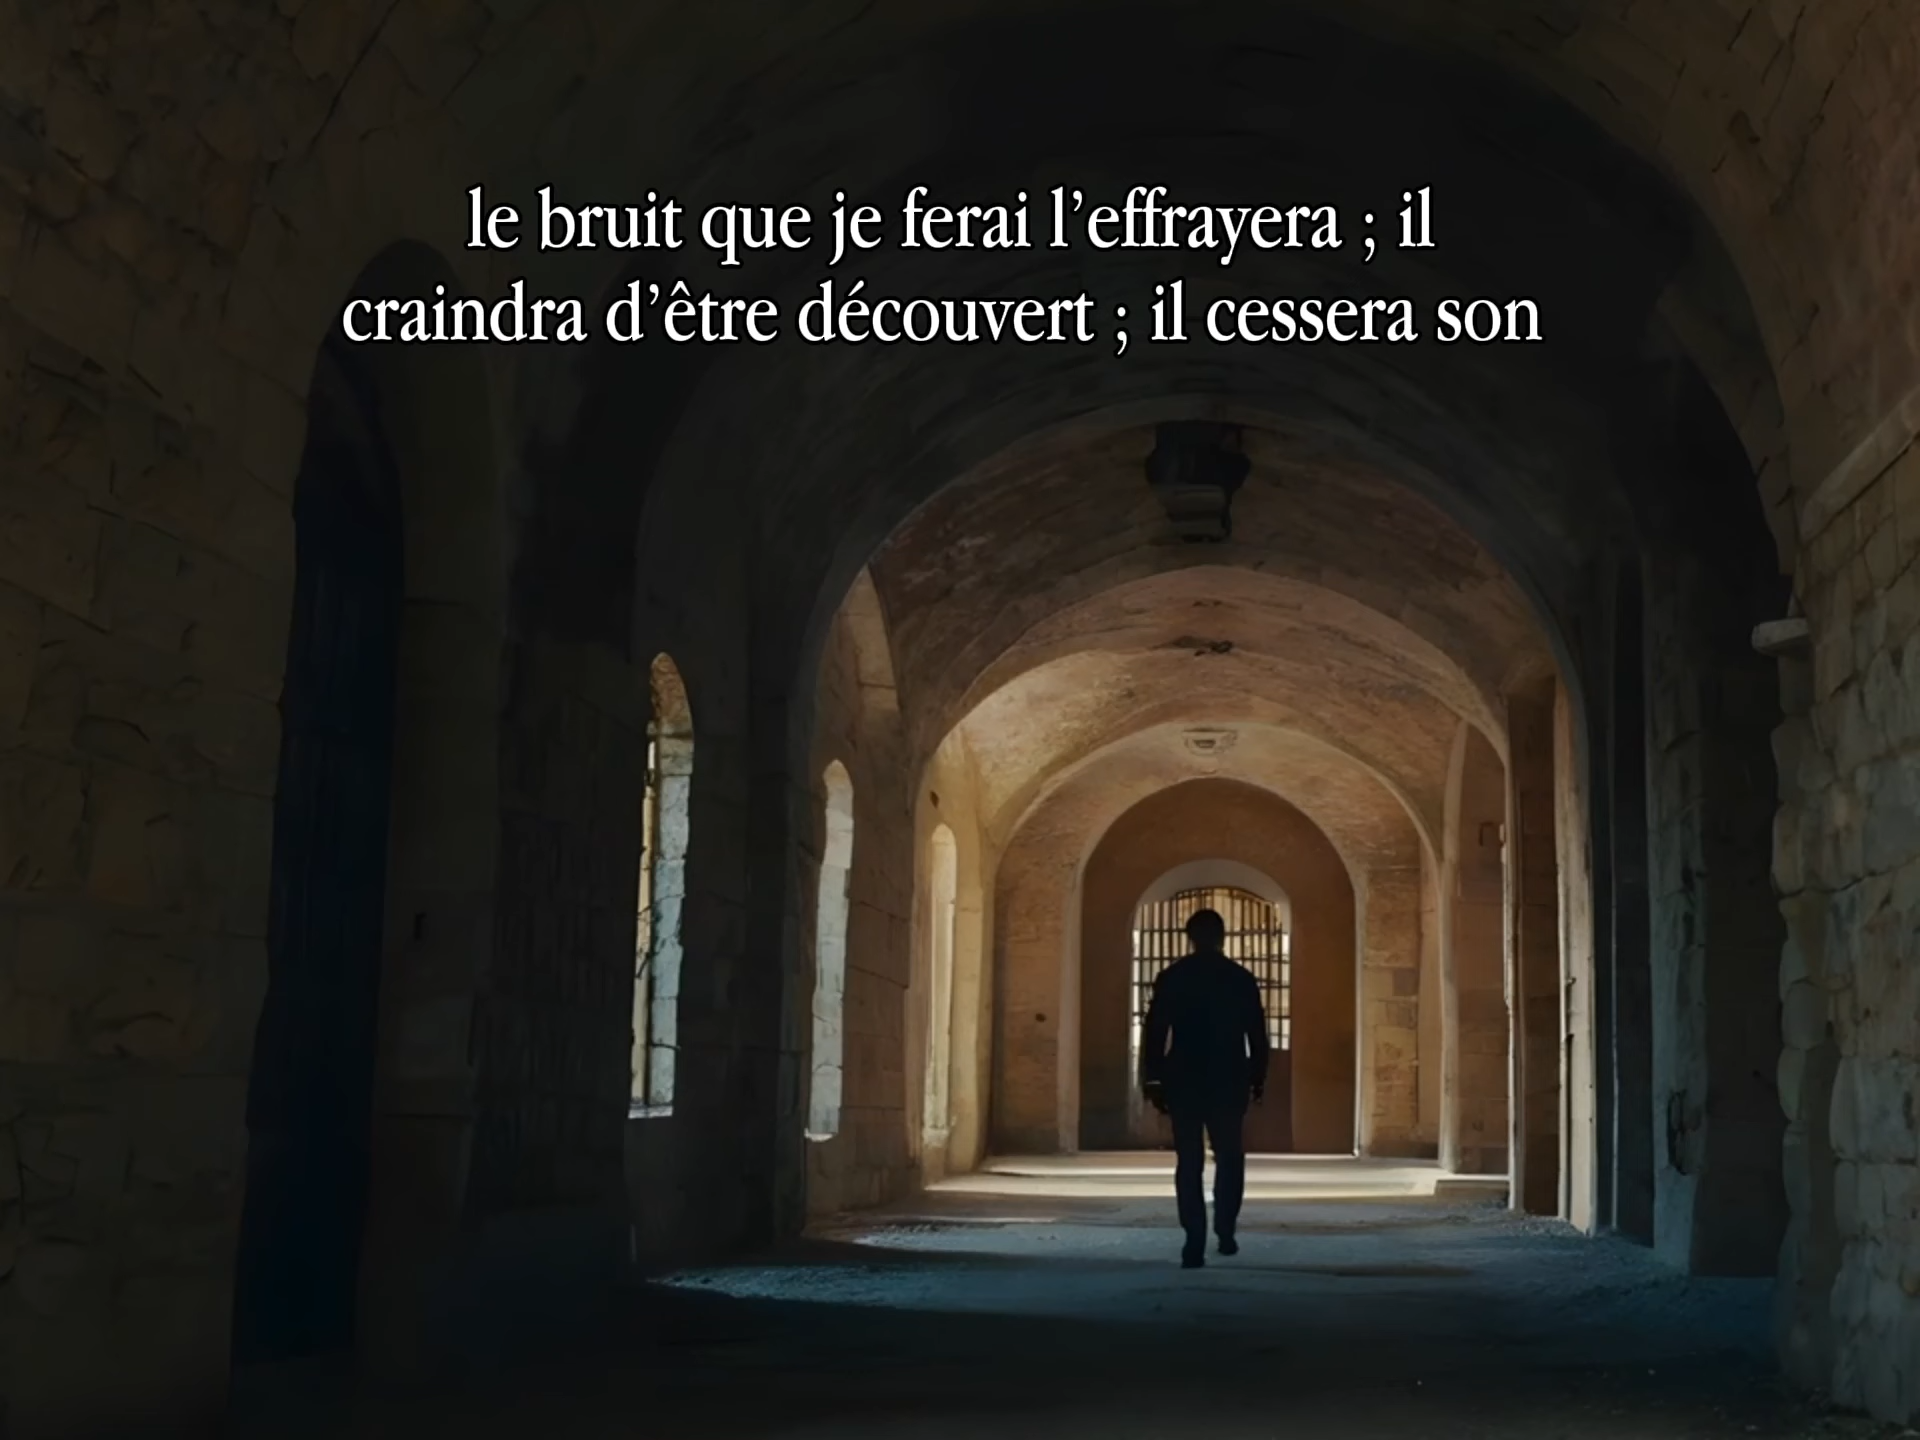 le bruit que je ferai l’effrayera ; il
craindra d’être découvert ; il cessera son